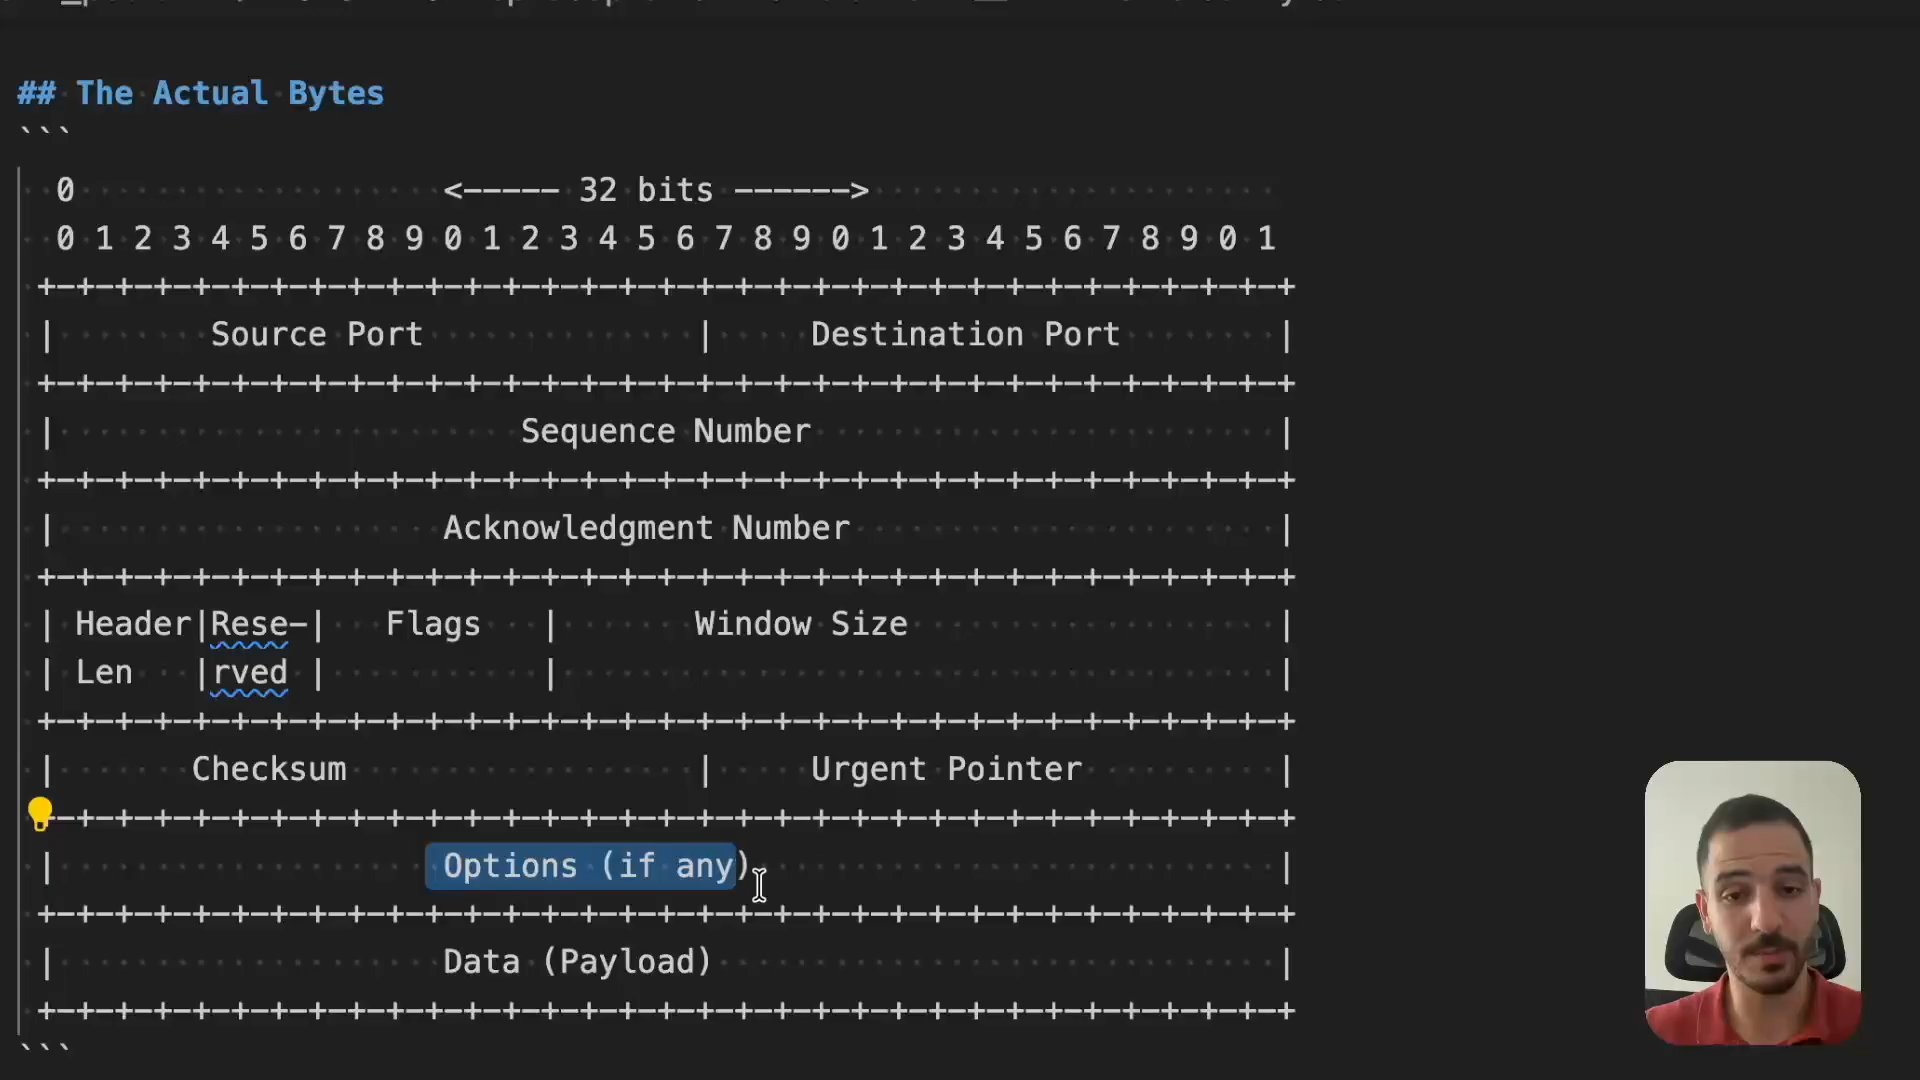 ## The Actual Bytes
```
0                   <----- 32 bits ------>
0 1 2 3 4 5 6 7 8 9 0 1 2 3 4 5 6 7 8 9 0 1 2 3 4 5 6 7 8 9 0 1
+-+-+-+-+-+-+-+-+-+-+-+-+-+-+-+-+-+-+-+-+-+-+-+-+-+-+-+-+-+-+-+-+
|        Source Port               |     Destination Port        |
+-+-+-+-+-+-+-+-+-+-+-+-+-+-+-+-+-+-+-+-+-+-+-+-+-+-+-+-+-+-+-+-+
|                        Sequence Number                        |
+-+-+-+-+-+-+-+-+-+-+-+-+-+-+-+-+-+-+-+-+-+-+-+-+-+-+-+-+-+-+-+-+
|                    Acknowledgment Number                      |
+-+-+-+-+-+-+-+-+-+-+-+-+-+-+-+-+-+-+-+-+-+-+-+-+-+-+-+-+-+-+-+-+
| Header|Rese-|   Flags   |       Window Size                   |
| Len   |rved |           |                                     |
+-+-+-+-+-+-+-+-+-+-+-+-+-+-+-+-+-+-+-+-+-+-+-+-+-+-+-+-+-+-+-+-+
|       Checksum                  |     Urgent Pointer          |
+-+-+-+-+-+-+-+-+-+-+-+-+-+-+-+-+-+-+-+-+-+-+-+-+-+-+-+-+-+-+-+-+
|                    Options (if any)                           |
+-+-+-+-+-+-+-+-+-+-+-+-+-+-+-+-+-+-+-+-+-+-+-+-+-+-+-+-+-+-+-+-+
|                    Data (Payload)                             |
+-+-+-+-+-+-+-+-+-+-+-+-+-+-+-+-+-+-+-+-+-+-+-+-+-+-+-+-+-+-+-+-+
```